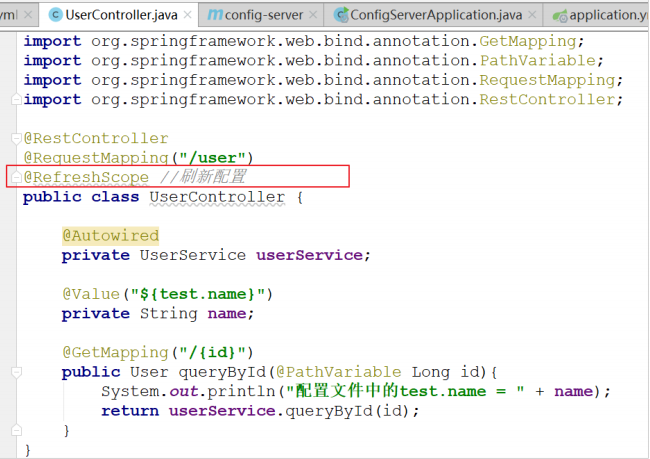 yml UserController.java config-server ConfigServerApplication.java application.ym
import org.springframework.web.bind.annotation.GetMapping;
import org.springframework.web.bind.annotation.PathVariable;
import org.springframework.web.bind.annotation.RequestMapping;
import org.springframework.web.bind.annotation.RestController;
@RestController
@RequestMapping("/user")
@RefreshScope //刷新配置
public class UserController {
@Autowired
private UserService userService;
@Value("${test.name}")
private String name;
@GetMapping("/{id}")
public User queryById(@PathVariable Long id){
System.out.println("配置文件中的test.name = " + name);
return userService.queryById(id);
}
}